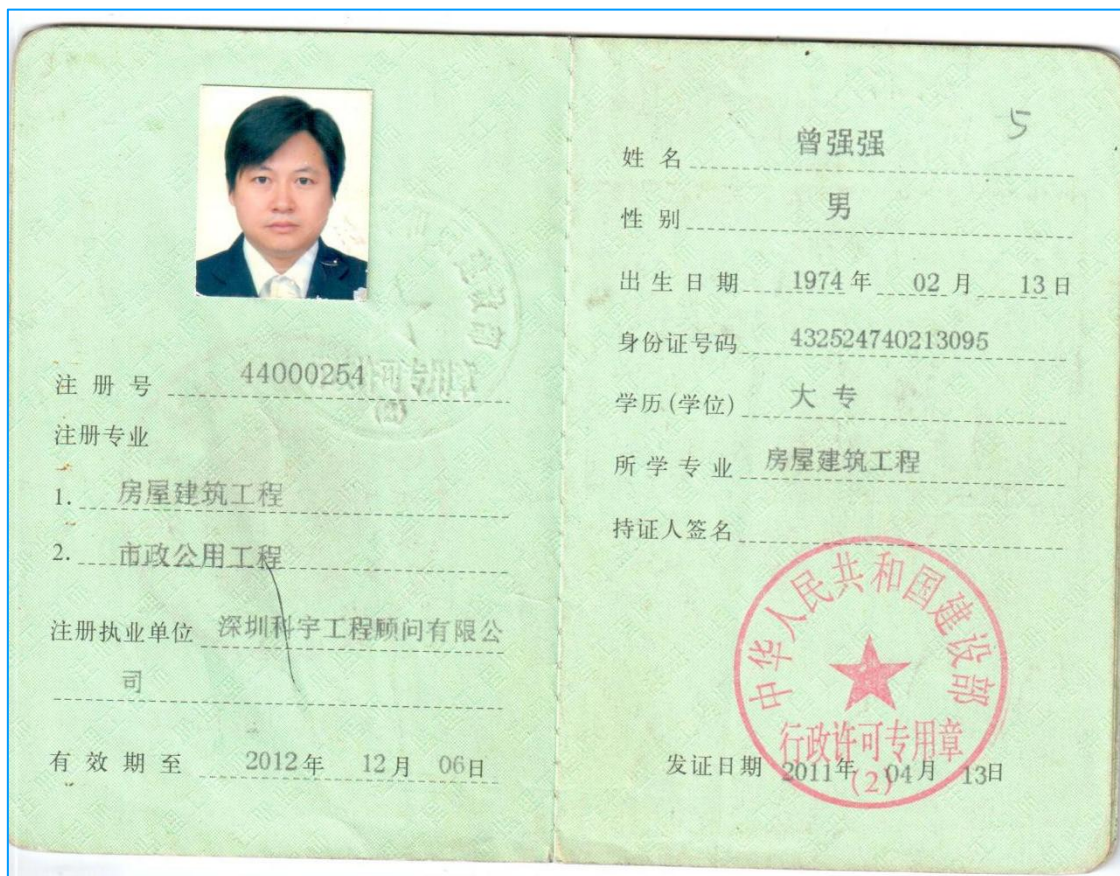 注册号 44000254
注册专业
1. 房屋建筑工程
2. 市政公用工程
注册执业单位 深圳科宇工程顾问有限公
司
有效期至 2012年 12月 06日
5
姓名 曾强强
性别 男
出生日期 1974年 02月 13日
身份证号码 432524740213095
学历(学位) 大专
所学专业 房屋建筑工程
持证人签名
中华人民共和国建设部
行政许可专用章
(2)
发证日期 2011年 04月 13日